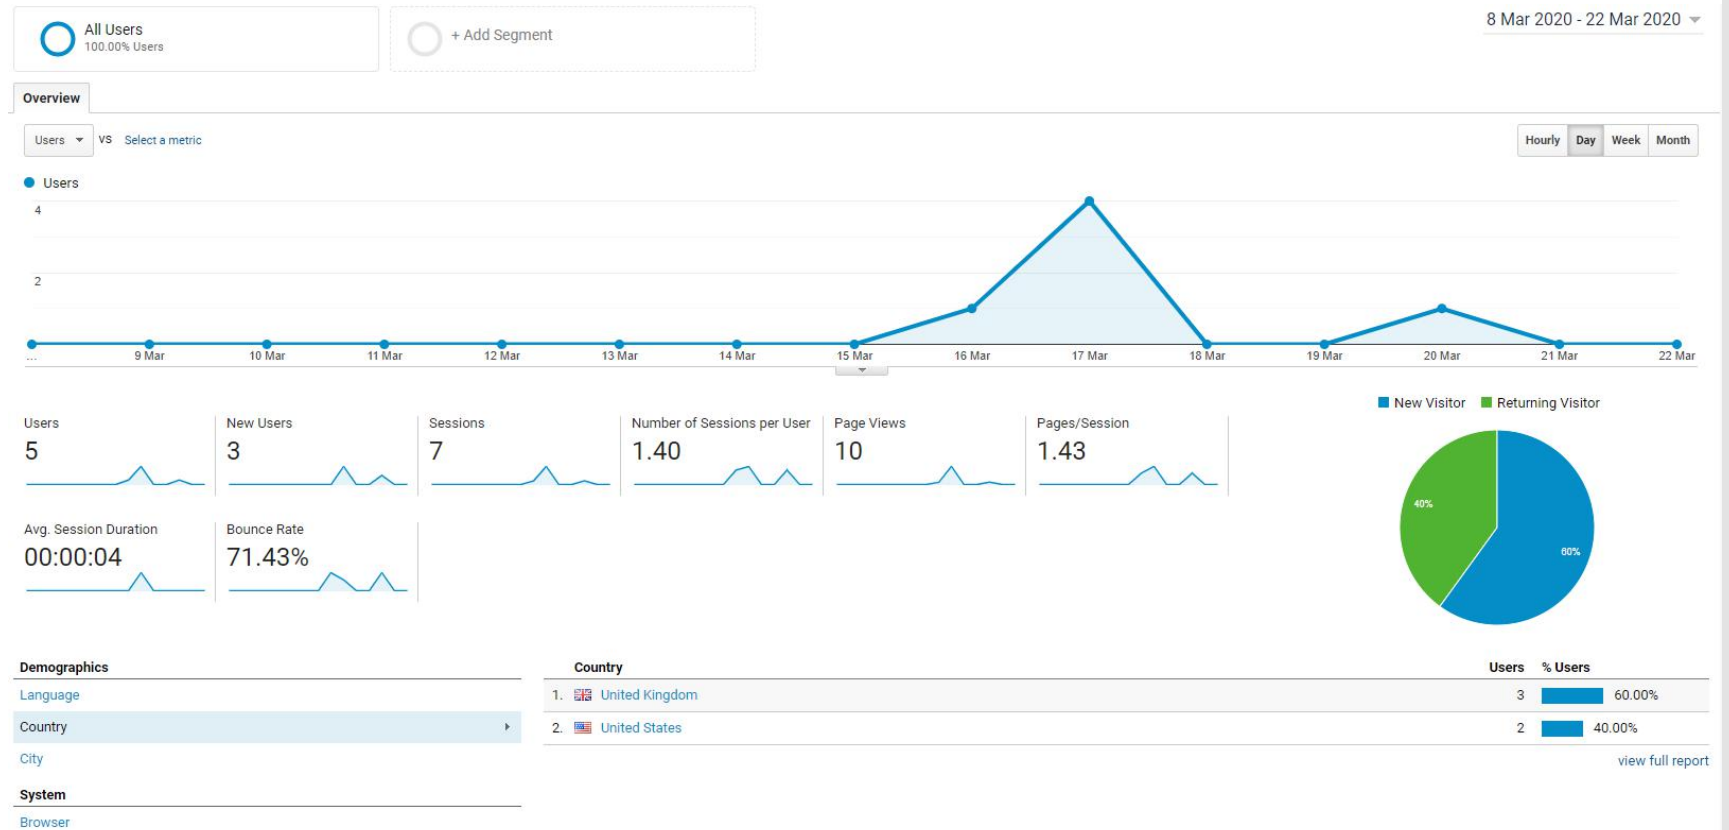 All Users
100.00% Users
+ Add Segment
8 Mar 2020 - 22 Mar 2020
Overview
Users VS Select a metric
Hourly Day Week Month
Users
4
2
... 9 Mar 10 Mar 11 Mar 12 Mar 13 Mar 14 Mar 15 Mar 16 Mar 17 Mar 18 Mar 19 Mar 20 Mar 21 Mar 22 Mar
New Visitor Returning Visitor
Users New Users Sessions Number of Sessions per User Page Views Pages/Session
5 3 7 1.40 10 1.43
40%
60%
Avg. Session Duration Bounce Rate
00:00:04 71.43%
Demographics
Language
Country
City
System
Browser
Country Users % Users
1. United Kingdom 3 60.00%
2. United States 2 40.00%
view full report